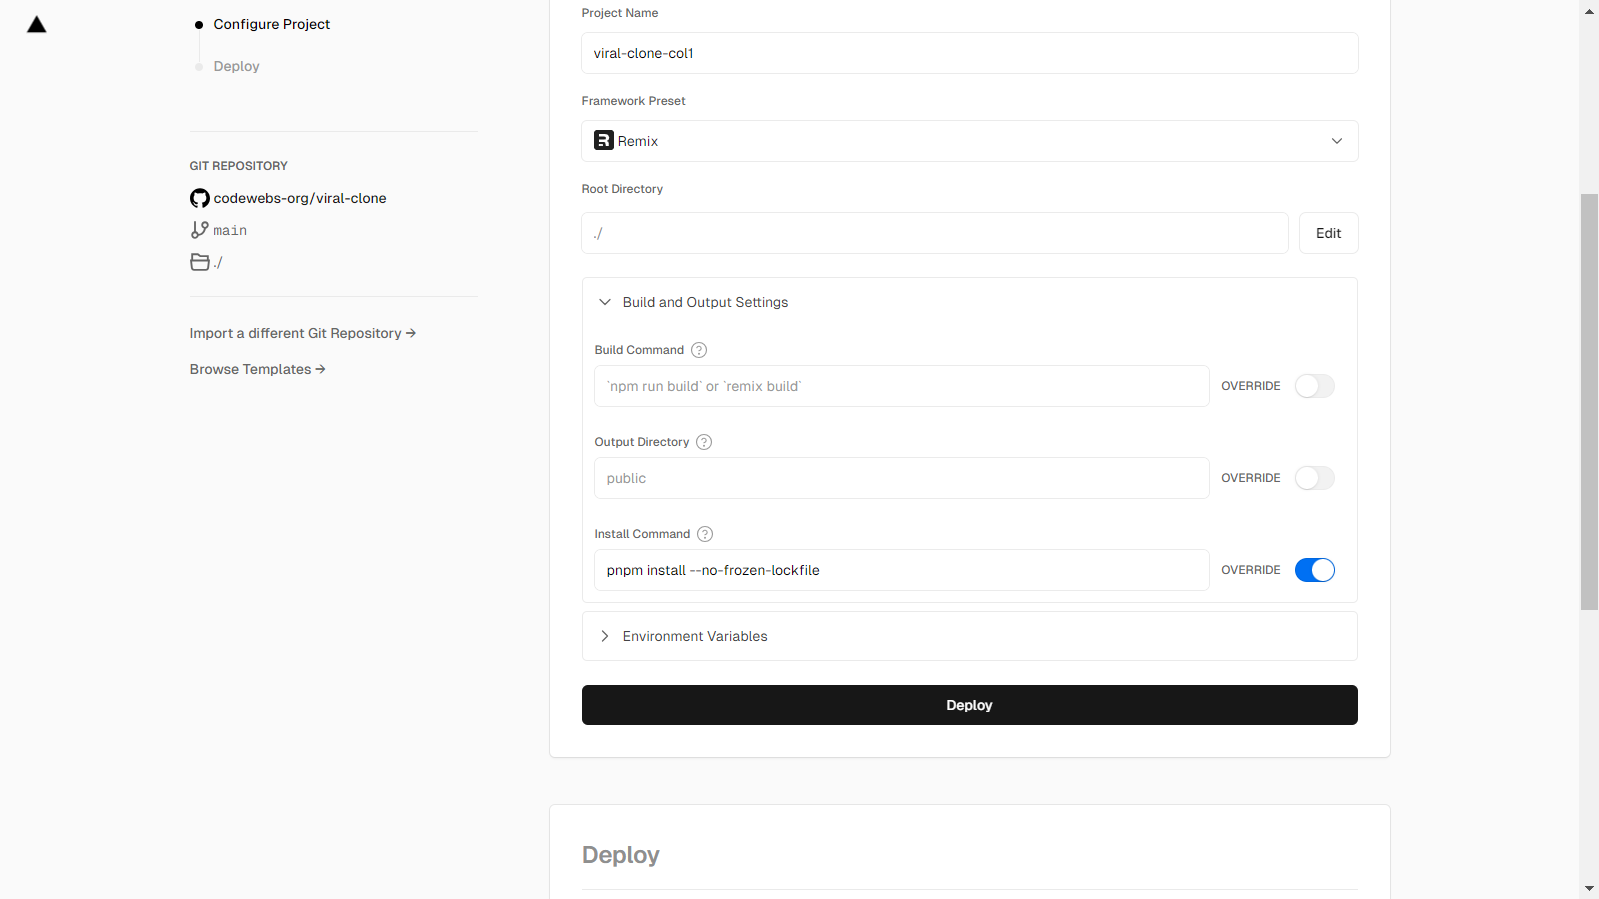 Configure Project
Deploy
GIT REPOSITORY
codewebs-org/viral-clone
main
./
Import a different Git Repository →
Browse Templates →
Project Name
viral-clone-col1
Framework Preset
Remix
Root Directory
./
Edit
Build and Output Settings
Build Command ?
`npm run build` or `remix build`
OVERRIDE
Output Directory ?
public
OVERRIDE
Install Command ?
pnpm install --no-frozen-lockfile
OVERRIDE
Environment Variables
Deploy
Deploy